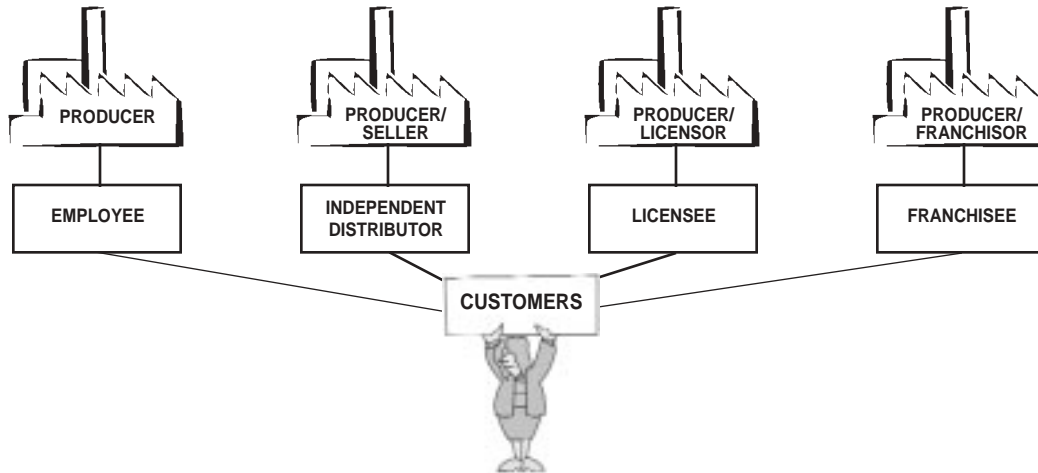 PRODUCER
PRODUCER/
SELLER
PRODUCER/
LICENSOR
PRODUCER/
FRANCHISOR
EMPLOYEE
INDEPENDENT
DISTRIBUTOR
LICENSEE
FRANCHISEE
CUSTOMERS